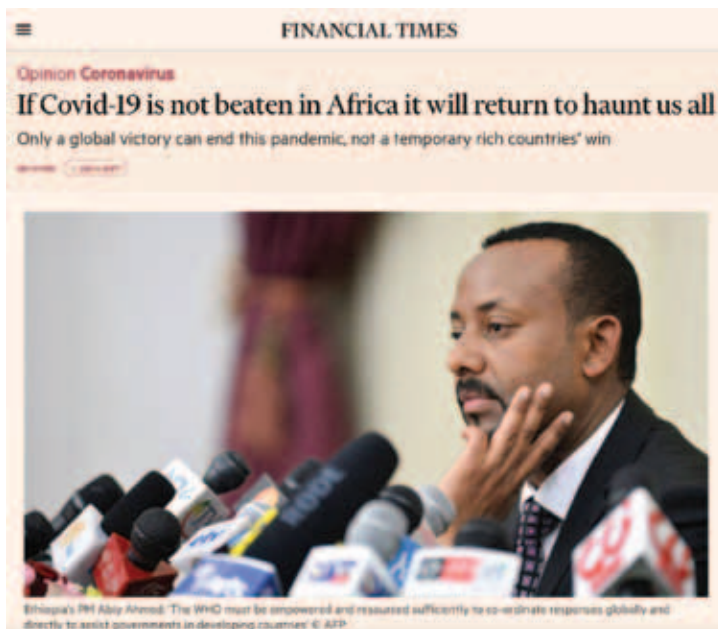 FINANCIAL TIMES
Opinion Coronavirus
If Covid-19 is not beaten in Africa it will return to haunt us all
Only a global victory can end this pandemic, not a temporary rich countries' win
Ethiopia's PM Abiy Ahmed: 'The WHO must be empowered and resourced sufficiently to co-ordinate responses globally and
directly to assist governments in developing countries' © AFP